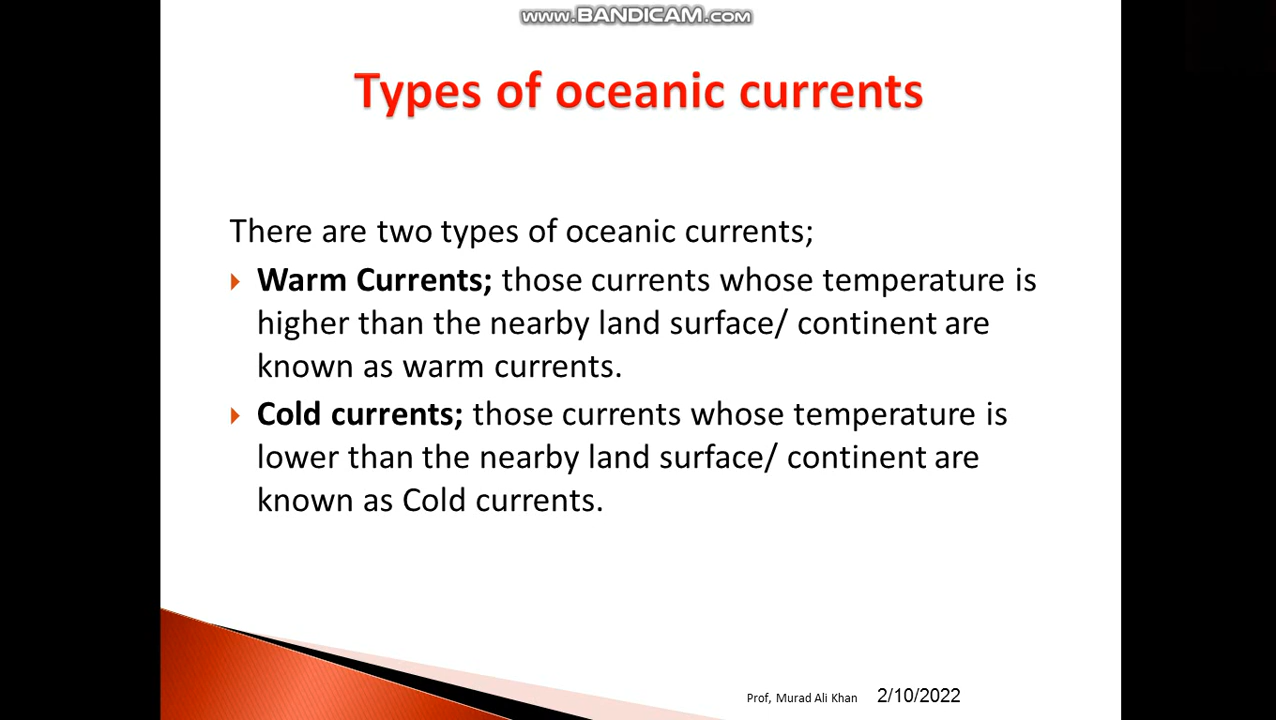 www.BANDICAM.com
Types of oceanic currents
There are two types of oceanic currents;
Warm Currents; those currents whose temperature is
higher than the nearby land surface/ continent are
known as warm currents.
Cold currents; those currents whose temperature is
lower than the nearby land surface/ continent are
known as Cold currents.
Prof, Murad Ali Khan 2/10/2022